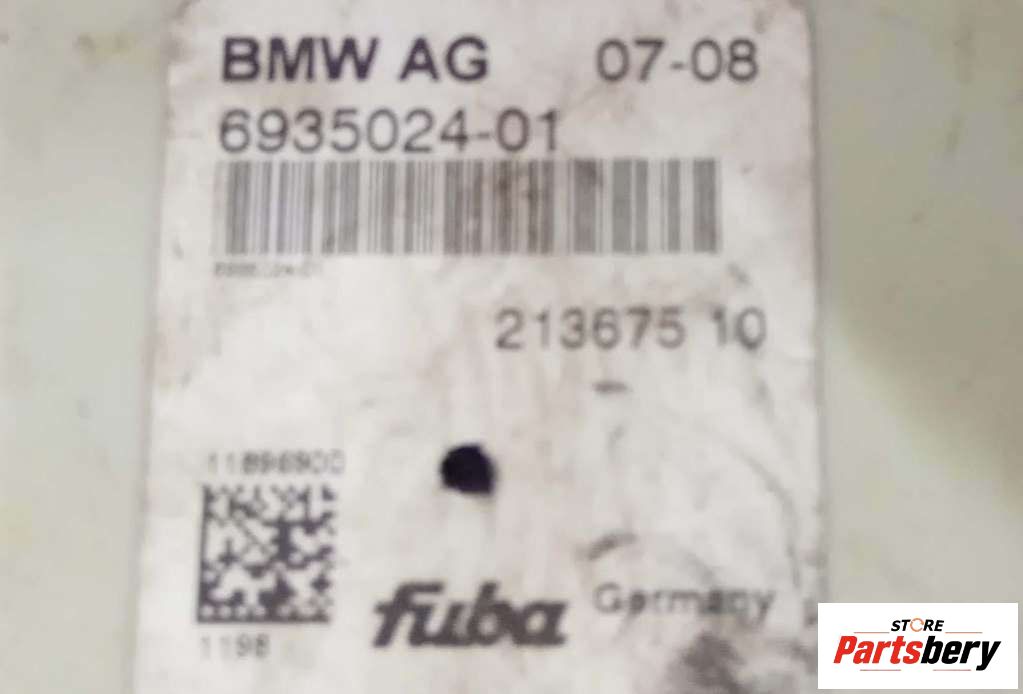 BMW AG 07-08
6935024-01
213675 10
11896900
1198
fuba Germany
STORE
Partsbery